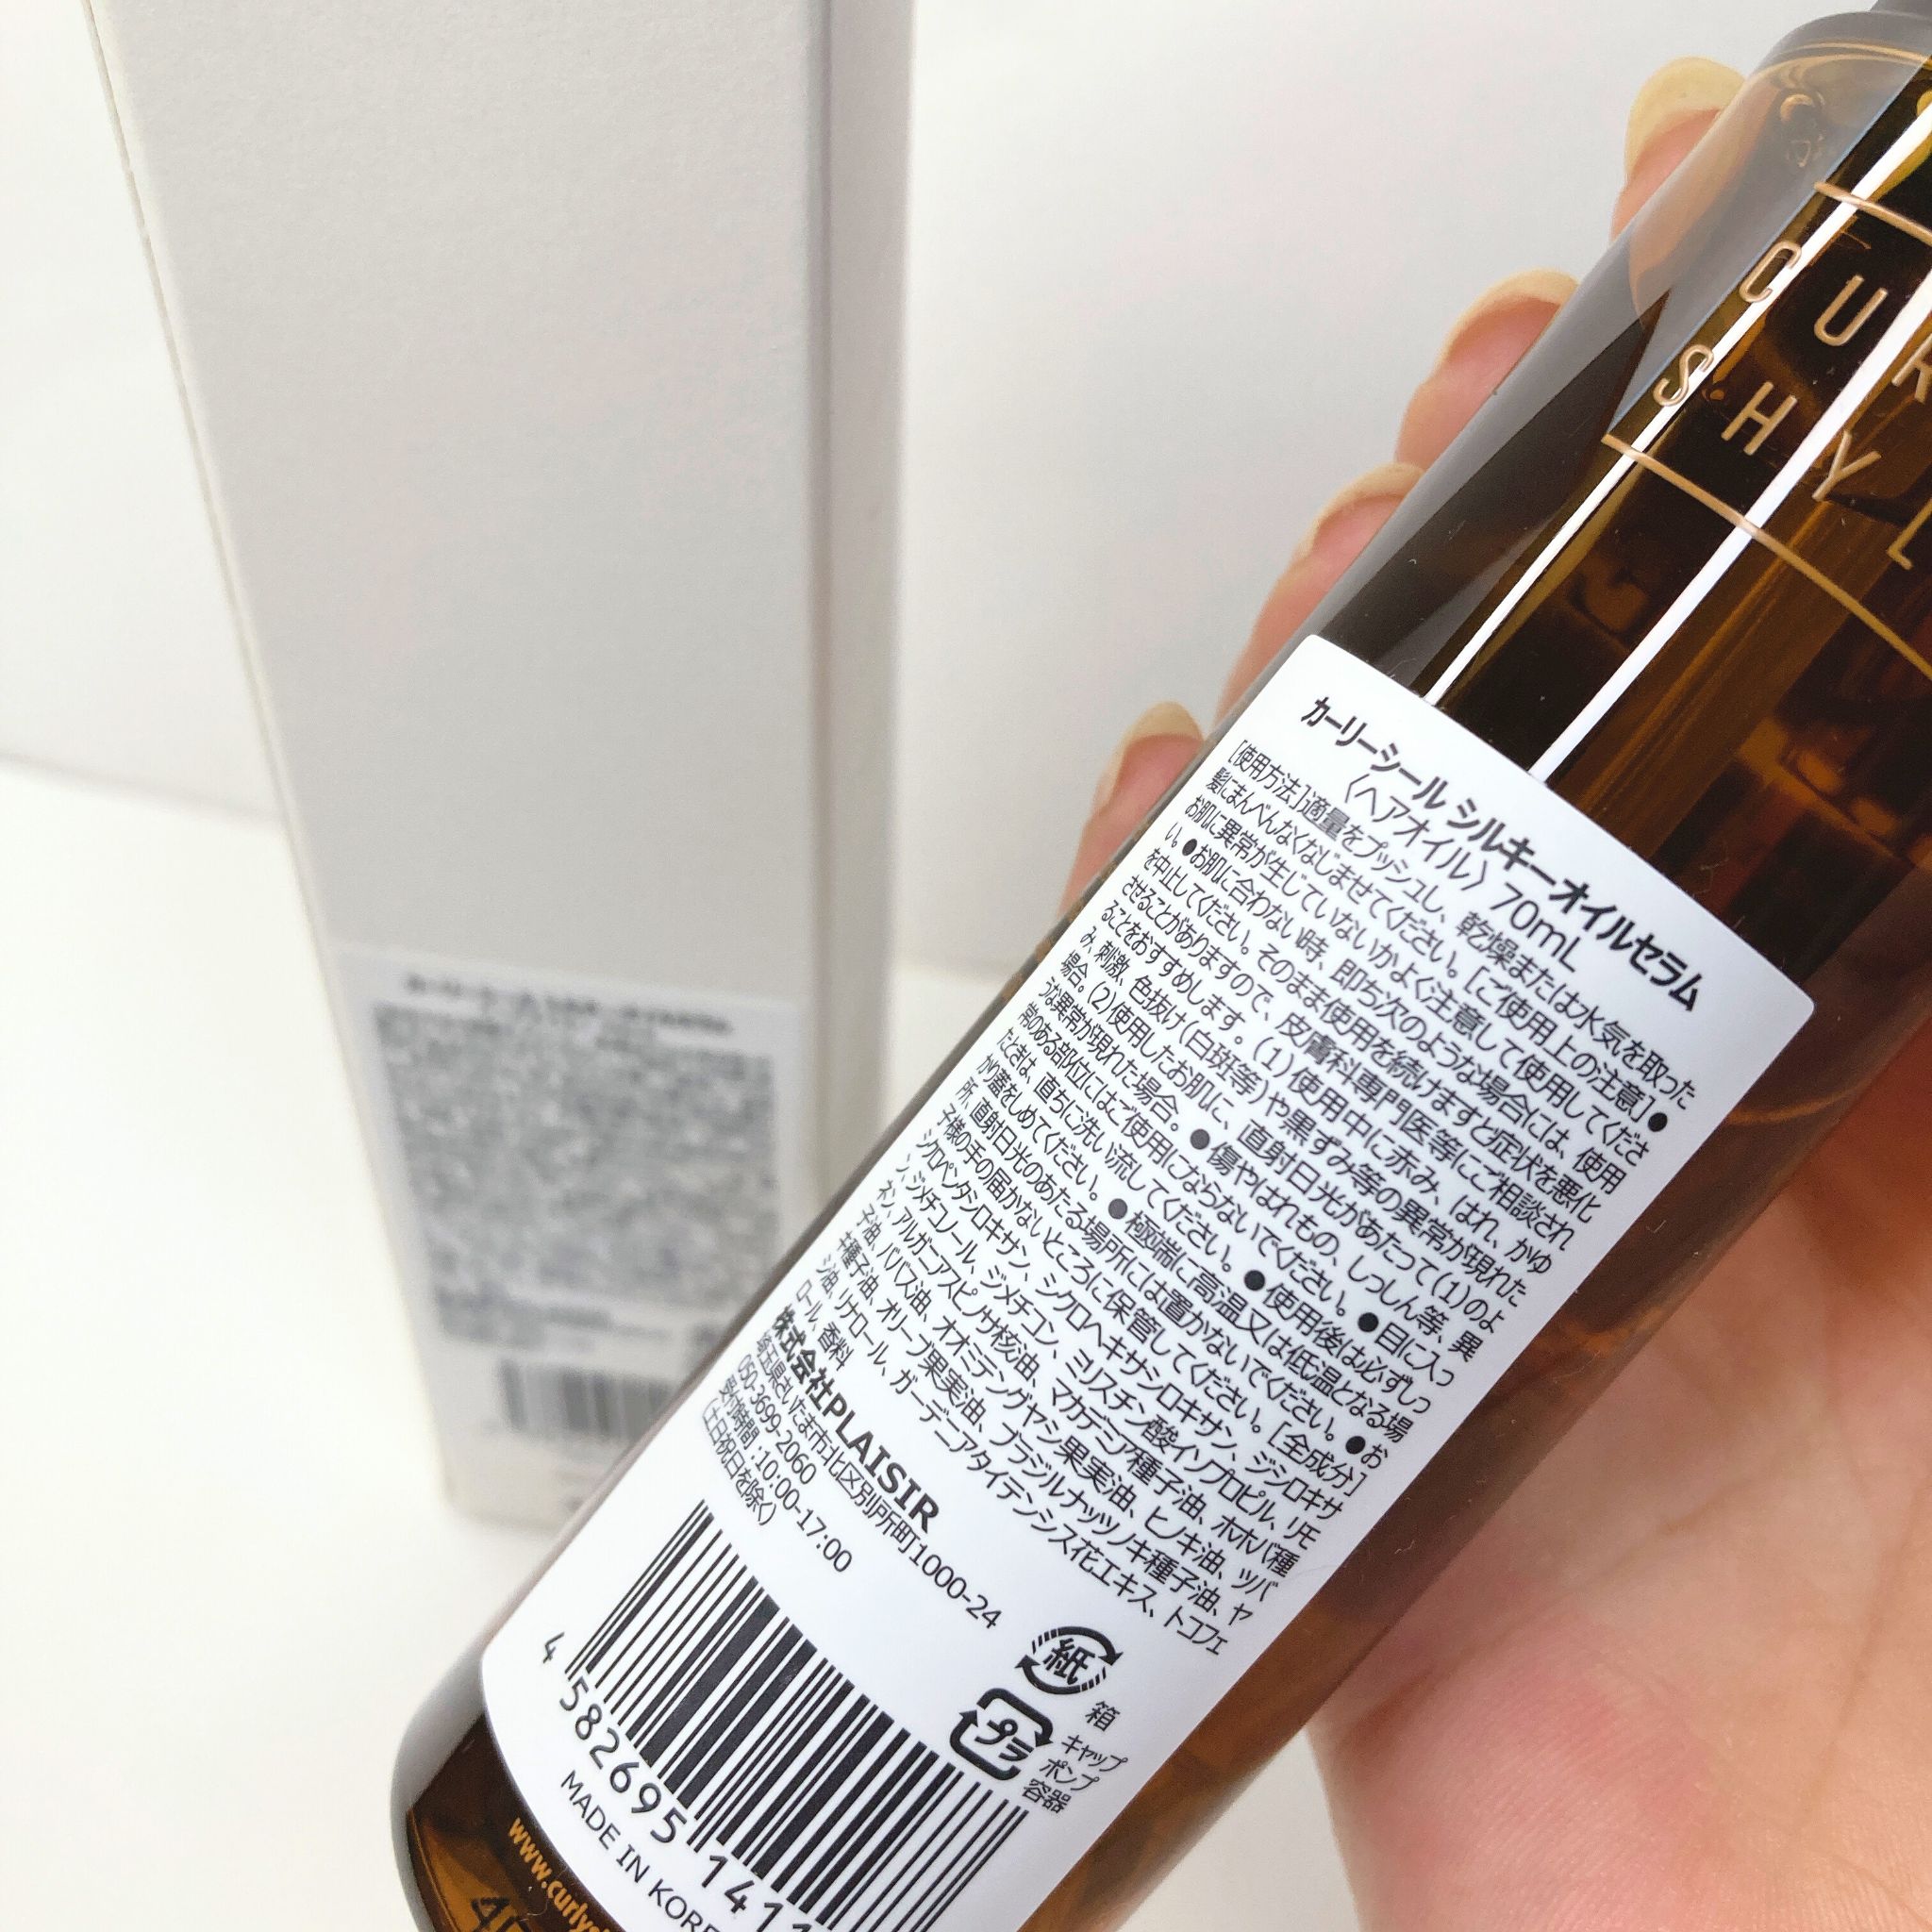 CUR
SHYL
カーリーシール シルキーオイルセラム
〈ヘアオイル〉 70mL
[使用方法]適量をプッシュし、乾燥または水気を取った
髪にまんべんなくなじませてください。[ご使用上の注意]●
お肌に異常が生じていないかよく注意して使用してくださ
い。●お肌に合わない時、即ち次のような場合には、使用
を中止してください。そのまま使用を続けますと症状を悪化
させることがありますので、皮膚科専門医等にご相談され
ることをおすすめします。(1)使用中に赤み、はれ、かゆ
み、刺激、色抜け(白斑等)や黒ずみ等の異常が現れた
場合。(2)使用したお肌に、直射日光があたって(1)のよ
うな異常が現れた場合。●傷やはれもの、しっしん等、異
常のある部位にはご使用にならないでください。●目に入っ
たときは、直ちに洗い流してください。●使用後は必ずしっ
かり蓋をしめてください。●極端に高温又は低温となる場
所、直射日光のあたる場所には置かないでください。●お
子様の手の届かないところに保管してください。[全成分]
シクロペンタシロキサン、シクロヘキサシロキサン、ジシロキサ
ン、ジメチコノール、ジメチコン、ミリスチン酸イソプロピル、リモ
ネン、アルガニアスピノサ核油、マカデミア種子油、ホホバ種
子油、ババス油、オオミテングヤシ果実油、ヒノキ油、ツバ
キ種子油、オリーブ果実油、ブラジルナッツノキ種子油、ヤ
シ油、リナロール、ガーデニアタイテンシス花エキス、トコフェ
ロール、香料
株式会社PLAISIR
埼玉県さいたま市北区別所町1000-24
050-3699-2060
受付時間:10:00-17:00
(土日祝日を除く)
紙
箱
プラ
キャップ
ポンプ
容器
4 582695 141
MADE IN KORE
www.curlys